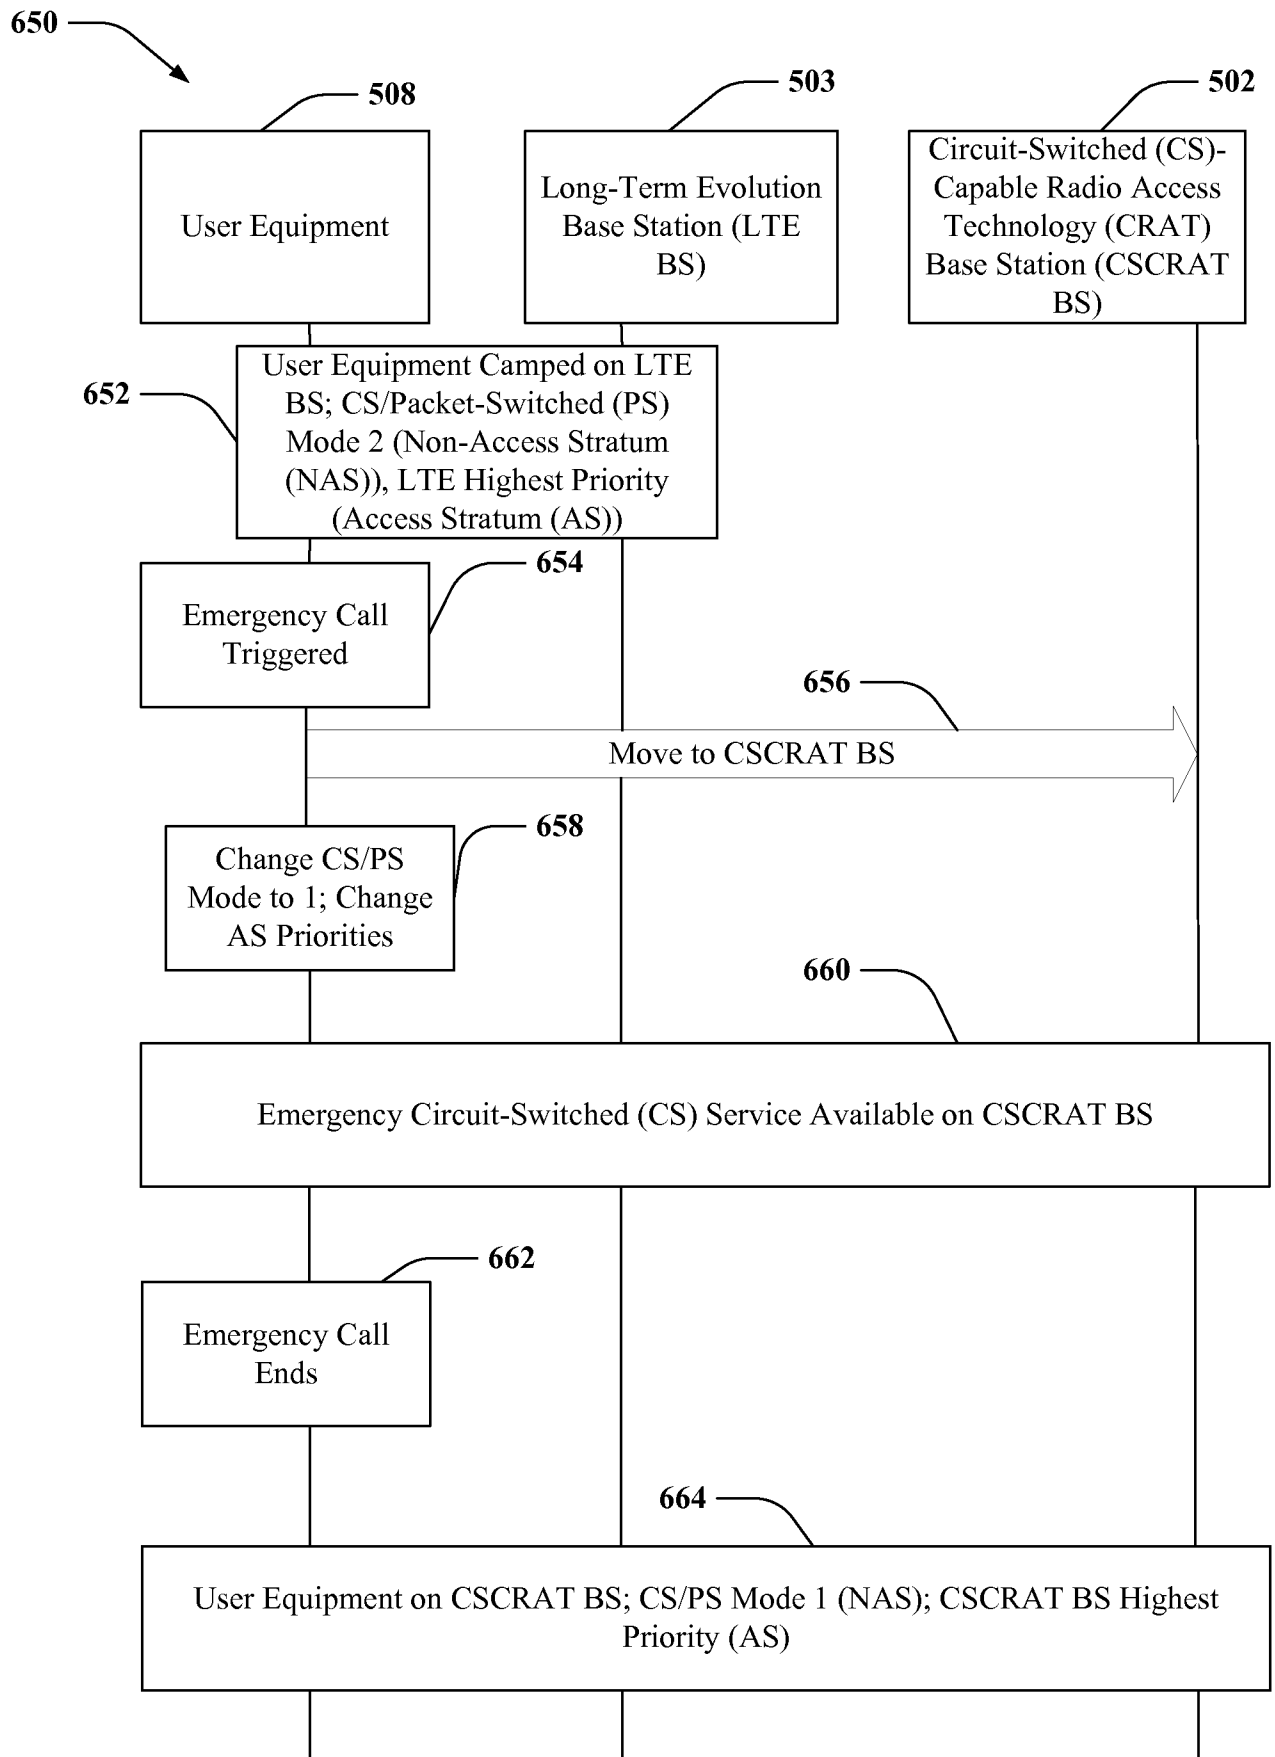 650
508
503
502
User Equipment
Long-Term Evolution
Base Station (LTE
BS)
Circuit-Switched (CS)-
Capable Radio Access
Technology (CRAT)
Base Station (CSCRAT
BS)
652
User Equipment Camped on LTE
BS; CS/Packet-Switched (PS)
Mode 2 (Non-Access Stratum
(NAS)), LTE Highest Priority
(Access Stratum (AS))
654
Emergency Call
Triggered
656
Move to CSCRAT BS
658
Change CS/PS
Mode to 1; Change
AS Priorities
660
Emergency Circuit-Switched (CS) Service Available on CSCRAT BS
662
Emergency Call
Ends
664
User Equipment on CSCRAT BS; CS/PS Mode 1 (NAS); CSCRAT BS Highest
Priority (AS)